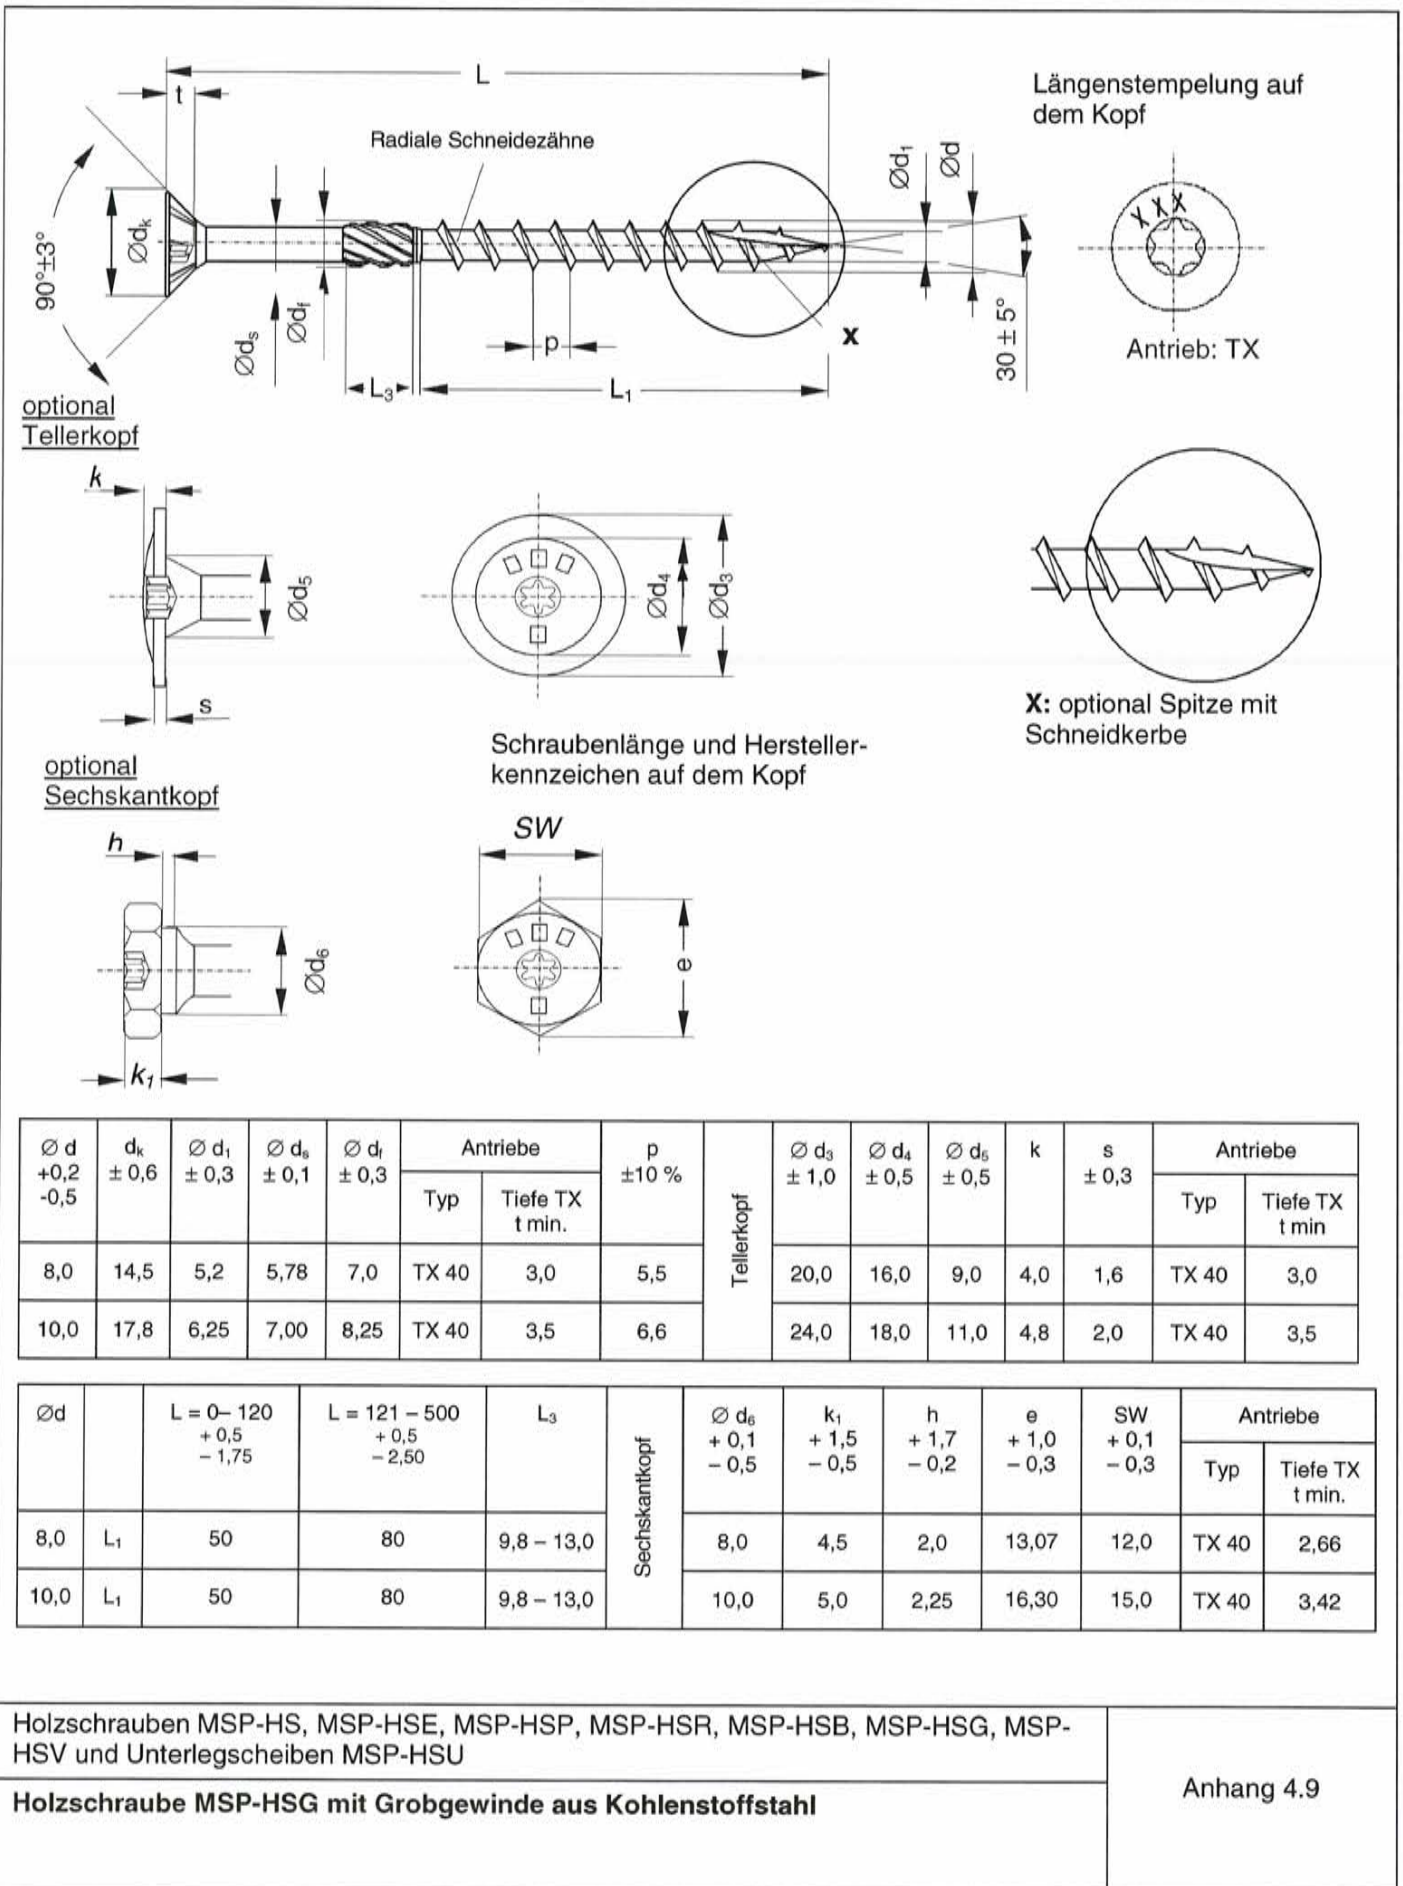 L
t
Radiale Schneidezähne
Längenstempelung auf
dem Kopf
XXX
Antrieb: TX
90°±3°
Ødk
Øds
Ødf
p
L3
L1
x
Ød1
Ød
30 ± 5°
optional
Tellerkopf
k
Ød5
s
Ød4
Ød3
X: optional Spitze mit
Schneidkerbe
Schraubenlänge und Hersteller-
kennzeichen auf dem Kopf
optional
Sechskantkopf
h
Ød6
k1
SW
e
Ø d +0,2 -0,5 | dk ± 0,6 | Ø d1 ± 0,3 | Ø ds ± 0,1 | Ø df ± 0,3 | Antriebe | Typ | Tiefe TX t min. | p ±10 % | Tellerkopf | Ø d3 ± 1,0 | Ø d4 ± 0,5 | Ø d5 ± 0,5 | k | s ± 0,3 | Antriebe | Typ | Tiefe TX t min
8,0 | 14,5 | 5,2 | 5,78 | 7,0 | TX 40 | 3,0 | 5,5 | 20,0 | 16,0 | 9,0 | 4,0 | 1,6 | TX 40 | 3,0
10,0 | 17,8 | 6,25 | 7,00 | 8,25 | TX 40 | 3,5 | 6,6 | 24,0 | 18,0 | 11,0 | 4,8 | 2,0 | TX 40 | 3,5
Ød | L = 0– 120 + 0,5 – 1,75 | L = 121 – 500 + 0,5 – 2,50 | L3 | Sechskantkopf | Ø d6 + 0,1 – 0,5 | k1 + 1,5 – 0,5 | h + 1,7 – 0,2 | e + 1,0 – 0,3 | SW + 0,1 – 0,3 | Antriebe | Typ | Tiefe TX t min.
8,0 | L1 | 50 | 80 | 9,8 – 13,0 | 8,0 | 4,5 | 2,0 | 13,07 | 12,0 | TX 40 | 2,66
10,0 | L1 | 50 | 80 | 9,8 – 13,0 | 10,0 | 5,0 | 2,25 | 16,30 | 15,0 | TX 40 | 3,42
Holzschrauben MSP-HS, MSP-HSE, MSP-HSP, MSP-HSR, MSP-HSB, MSP-HSG, MSP-
HSV und Unterlegscheiben MSP-HSU
Holzschraube MSP-HSG mit Grobgewinde aus Kohlenstoffstahl
Anhang 4.9